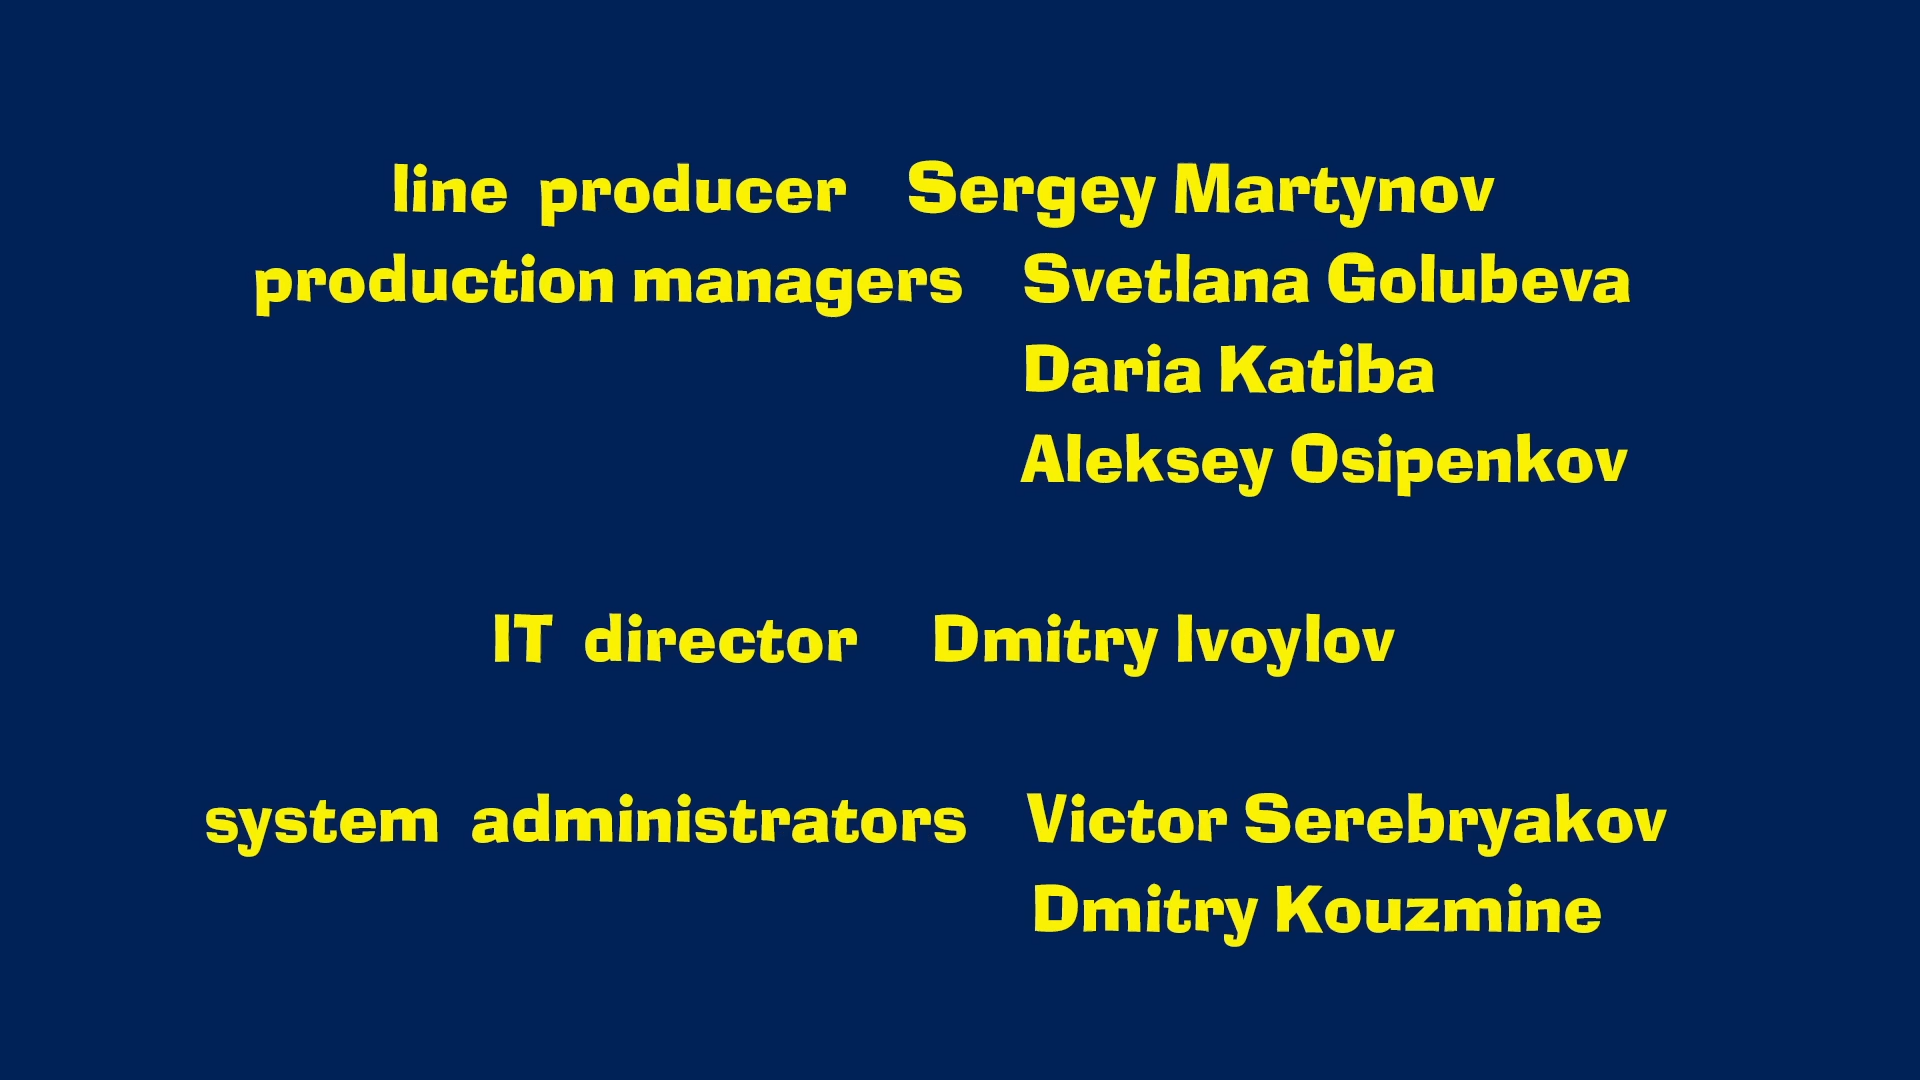 line producer Sergey Martynov
production managers Svetlana Golubeva
Daria Katiba
Aleksey Osipenkov
IT director Dmitry Ivoylov
system administrators Victor Serebryakov
Dmitry Kouzmine